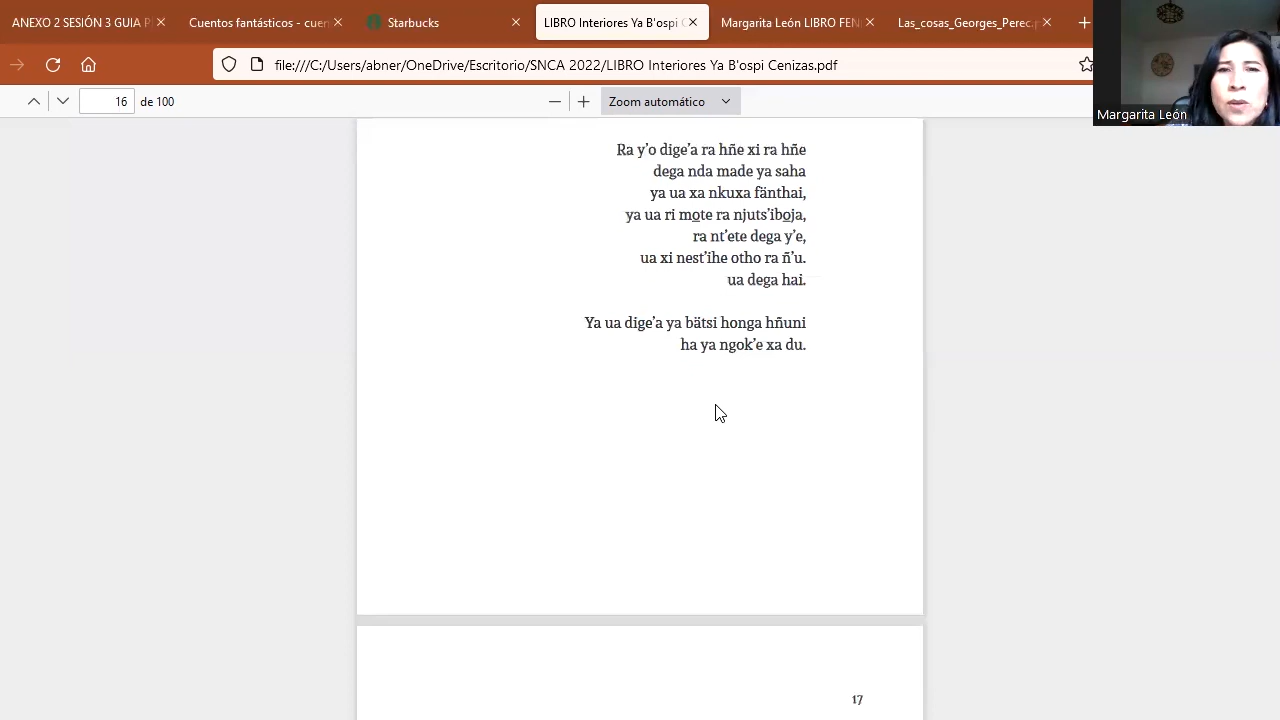 ANEXO 2 SESIÓN 3 GUIA P
Cuentos fantásticos - cuen
Starbucks
LIBRO Interiores Ya B'ospi C
Margarita León LIBRO FEN
Las_cosas_Georges_Perec.
file:///C:/Users/abner/OneDrive/Escritorio/SNCA 2022/LIBRO Interiores Ya B'ospi Cenizas.pdf
16 de 100
Zoom automático
Margarita León
Ra y’o dige’a ra hñe xi ra hñe
dega nda made ya saha
ya ua xa nkuxa fänthai,
ya ua ri mo̲te ra njuts’ibo̲ja,
ra nt’ete dega y’e,
ua xi nest’ihe otho ra ñ’u.
ua dega hai.
Ya ua dige’a ya bätsi honga hñuni
ha ya ngok’e xa du.
17